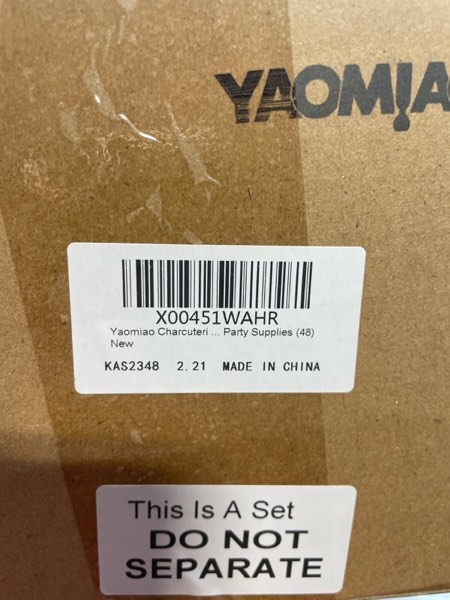 YAOMIA
X00451WAHR
Yaomiao Charcuteri ... Party Supplies (48)
New
KAS2348 2.21 MADE IN CHINA
This Is A Set
DO NOT
SEPARATE